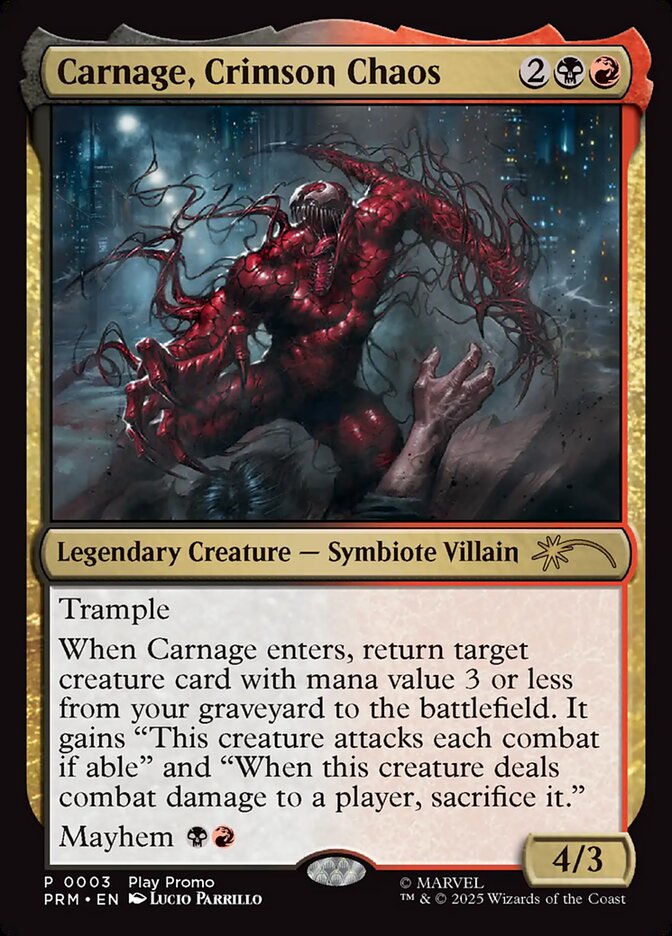 Carnage, Crimson Chaos 2
Legendary Creature — Symbiote Villain
Trample
When Carnage enters, return target
creature card with mana value 3 or less
from your graveyard to the battlefield. It
gains “This creature attacks each combat
if able” and “When this creature deals
combat damage to a player, sacrifice it.”
Mayhem
4/3
P 0003 Play Promo
PRM • EN Lucio Parrillo
© MARVEL
™ & © 2025 Wizards of the Coast